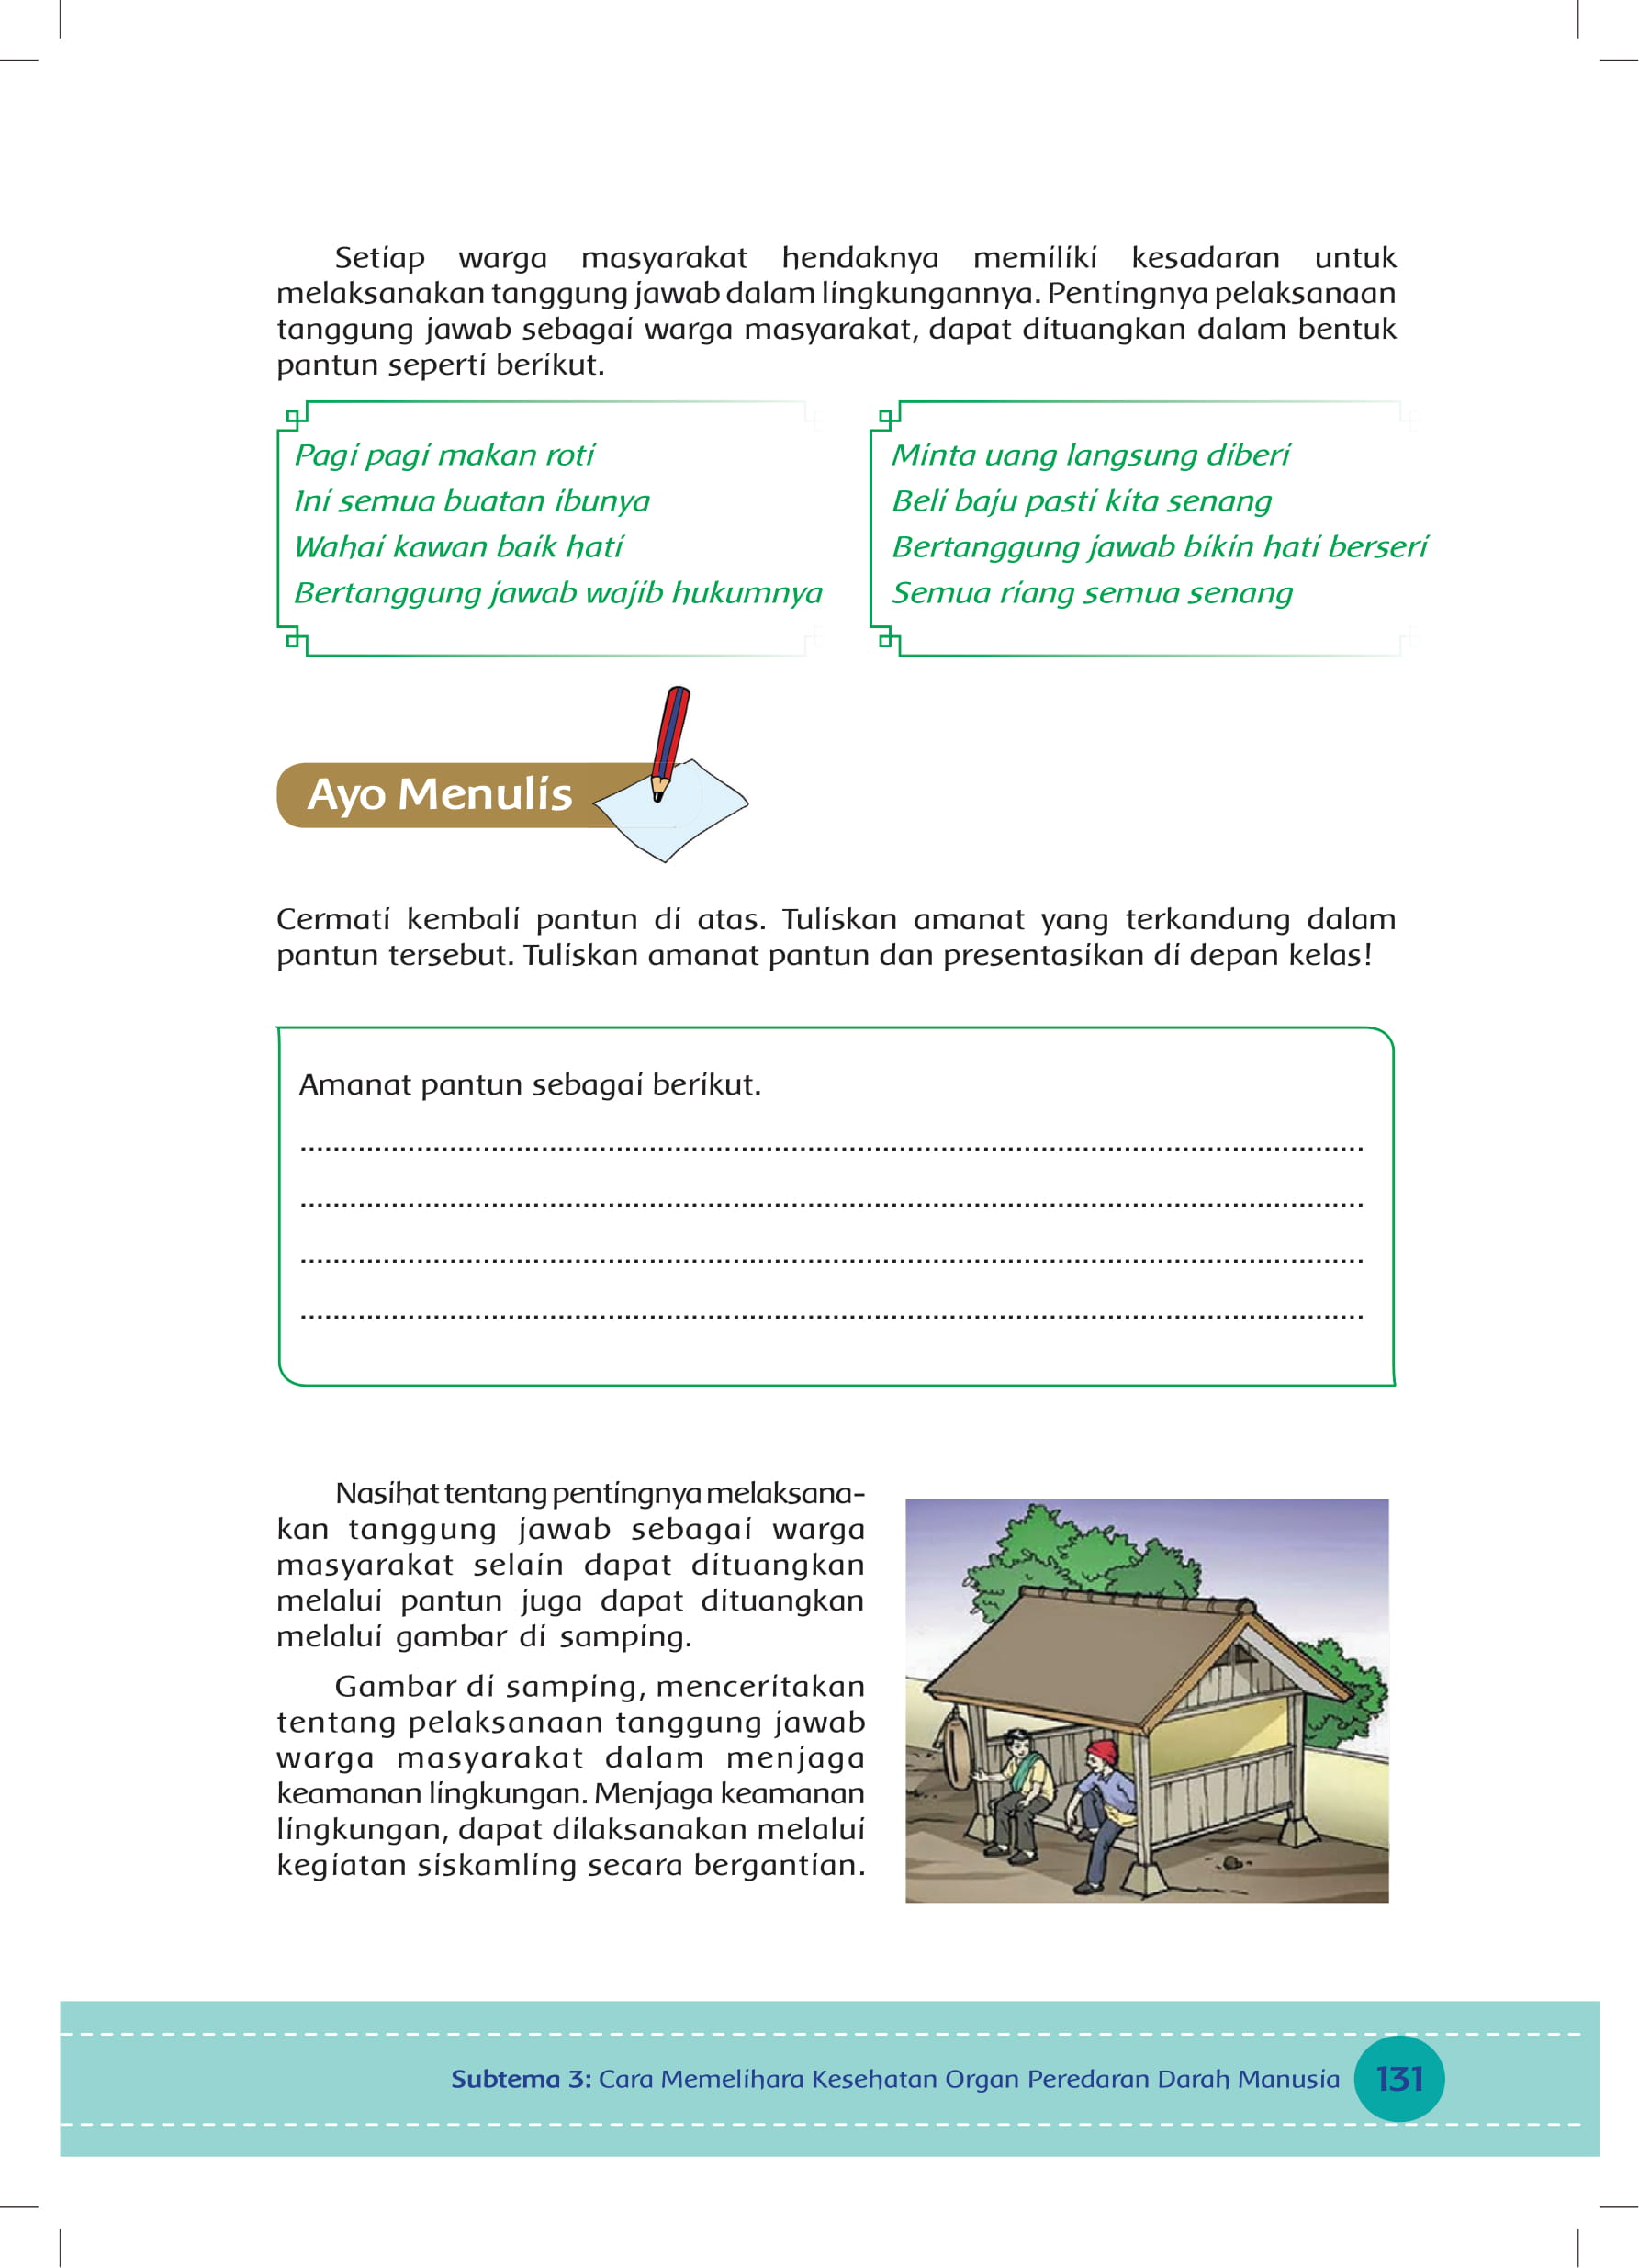 Setiap warga masyarakat hendaknya memiliki kesadaran untuk
melaksanakan tanggung jawab dalam lingkungannya. Pentingnya pelaksanaan
tanggung jawab sebagai warga masyarakat, dapat dituangkan dalam bentuk
pantun seperti berikut.
Pagi pagi makan roti
Ini semua buatan ibunya
Wahai kawan baik hati
Bertanggung jawab wajib hukumnya
Minta uang langsung diberi
Beli baju pasti kita senang
Bertanggung jawab bikin hati berseri
Semua riang semua senang
Ayo Menulis
Cermati kembali pantun di atas. Tuliskan amanat yang terkandung dalam
pantun tersebut. Tuliskan amanat pantun dan presentasikan di depan kelas!
Amanat pantun sebagai berikut.
Nasihat tentang pentingnya melaksana-
kan tanggung jawab sebagai warga
masyarakat selain dapat dituangkan
melalui pantun juga dapat dituangkan
melalui gambar di samping.
Gambar di samping, menceritakan
tentang pelaksanaan tanggung jawab
warga masyarakat dalam menjaga
keamanan lingkungan. Menjaga keamanan
lingkungan, dapat dilaksanakan melalui
kegiatan siskamling secara bergantian.
Subtema 3: Cara Memelihara Kesehatan Organ Peredaran Darah Manusia 131